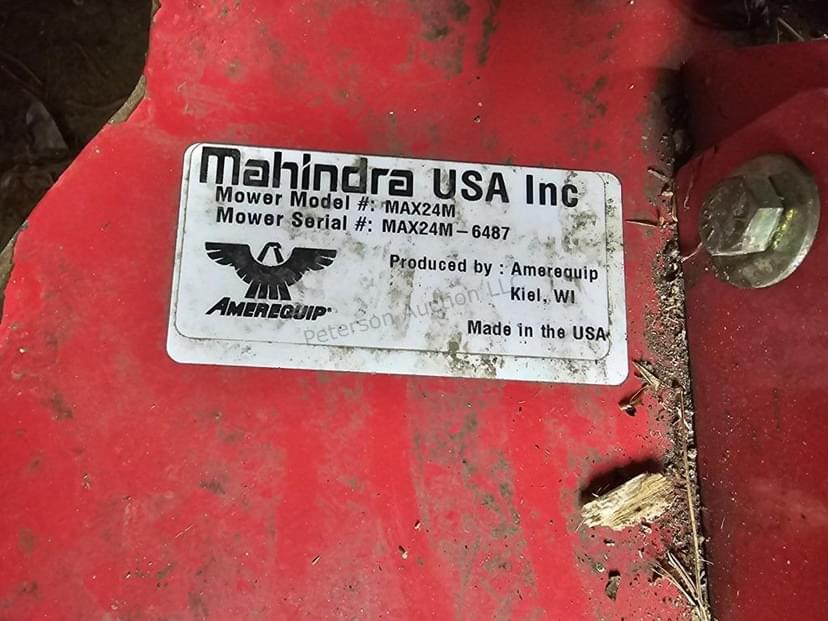 Mahindra USA Inc
Mower Model #: MAX24M
Mower Serial #: MAX24M-6487
Produced by : Amerequip
Kiel, WI
AMEREQUIP
Peterson Auction LLC
Made in the USA